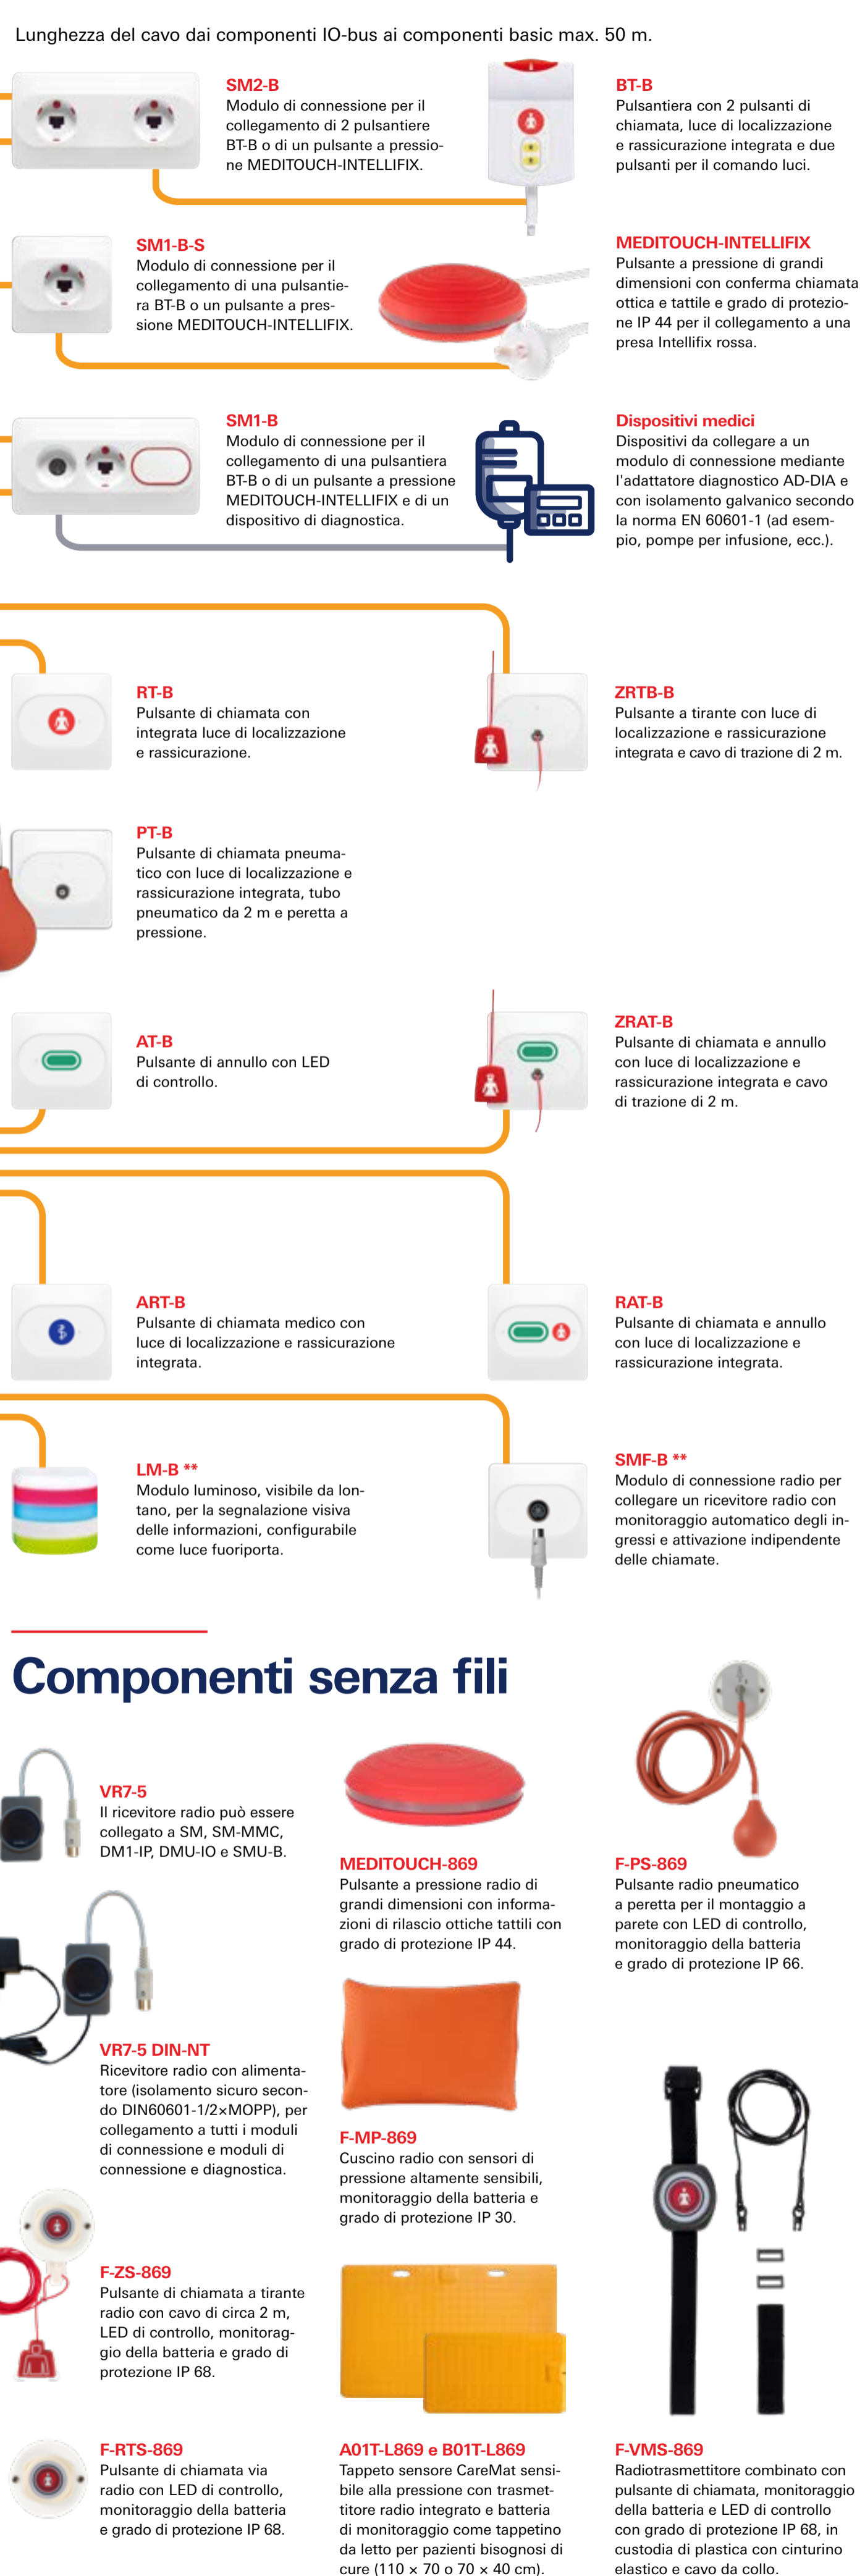 Lunghezza del cavo dai componenti IO-bus ai componenti basic max. 50 m.
SM2-B
Modulo di connessione per il
collegamento di 2 pulsantiere
BT-B o di un pulsante a pressio-
ne MEDITOUCH-INTELLIFIX.
BT-B
Pulsantiera con 2 pulsanti di
chiamata, luce di localizzazione
e rassicurazione integrata e due
pulsanti per il comando luci.
SM1-B-S
Modulo di connessione per il
collegamento di una pulsantie-
ra BT-B o un pulsante a pres-
sione MEDITOUCH-INTELLIFIX.
MEDITOUCH-INTELLIFIX
Pulsante a pressione di grandi
dimensioni con conferma chiamata
ottica e tattile e grado di protezio-
ne IP 44 per il collegamento a una
presa Intellifix rossa.
SM1-B
Modulo di connessione per il
collegamento di una pulsantiera
BT-B o di un pulsante a pressione
MEDITOUCH-INTELLIFIX e di un
dispositivo di diagnostica.
Dispositivi medici
Dispositivi da collegare a un
modulo di connessione mediante
l'adattatore diagnostico AD-DIA e
con isolamento galvanico secondo
la norma EN 60601-1 (ad esem-
pio, pompe per infusione, ecc.).
RT-B
Pulsante di chiamata con
integrata luce di localizzazione
e rassicurazione.
ZRTB-B
Pulsante a tirante con luce di
localizzazione e rassicurazione
integrata e cavo di trazione di 2 m.
PT-B
Pulsante di chiamata pneuma-
tico con luce di localizzazione e
rassicurazione integrata, tubo
pneumatico da 2 m e peretta a
pressione.
AT-B
Pulsante di annullo con LED
di controllo.
ZRAT-B
Pulsante di chiamata e annullo
con luce di localizzazione e
rassicurazione integrata e cavo
di trazione di 2 m.
ART-B
Pulsante di chiamata medico con
luce di localizzazione e rassicurazione
integrata.
RAT-B
Pulsante di chiamata e annullo
con luce di localizzazione e
rassicurazione integrata.
LM-B **
Modulo luminoso, visibile da lon-
tano, per la segnalazione visiva
delle informazioni, configurabile
come luce fuoriporta.
SMF-B **
Modulo di connessione radio per
collegare un ricevitore radio con
monitoraggio automatico degli in-
gressi e attivazione indipendente
delle chiamate.
Componenti senza fili
VR7-5
Il ricevitore radio può essere
collegato a SM, SM-MMC,
DM1-IP, DMU-IO e SMU-B.
MEDITOUCH-869
Pulsante a pressione radio di
grandi dimensioni con informa-
zioni di rilascio ottiche tattili con
grado di protezione IP 44.
F-PS-869
Pulsante radio pneumatico
a peretta per il montaggio a
parete con LED di controllo,
monitoraggio della batteria
e grado di protezione IP 66.
VR7-5 DIN-NT
Ricevitore radio con alimenta-
tore (isolamento sicuro secon-
do DIN60601-1/2×MOPP), per
collegamento a tutti i moduli
di connessione e moduli di
connessione e diagnostica.
F-MP-869
Cuscino radio con sensori di
pressione altamente sensibili,
monitoraggio della batteria e
grado di protezione IP 30.
F-ZS-869
Pulsante di chiamata a tirante
radio con cavo di circa 2 m,
LED di controllo, monitorag-
gio della batteria e grado di
protezione IP 68.
F-RTS-869
Pulsante di chiamata via
radio con LED di controllo,
monitoraggio della batteria
e grado di protezione IP 68.
A01T-L869 e B01T-L869
Tappeto sensore CareMat sensi-
bile alla pressione con trasmet-
titore radio integrato e batteria
di monitoraggio come tappetino
da letto per pazienti bisognosi di
cure (110 × 70 o 70 × 40 cm).
F-VMS-869
Radiotrasmettitore combinato con
pulsante di chiamata, monitoraggio
della batteria e LED di controllo
con grado di protezione IP 68, in
custodia di plastica con cinturino
elastico e cavo da collo.